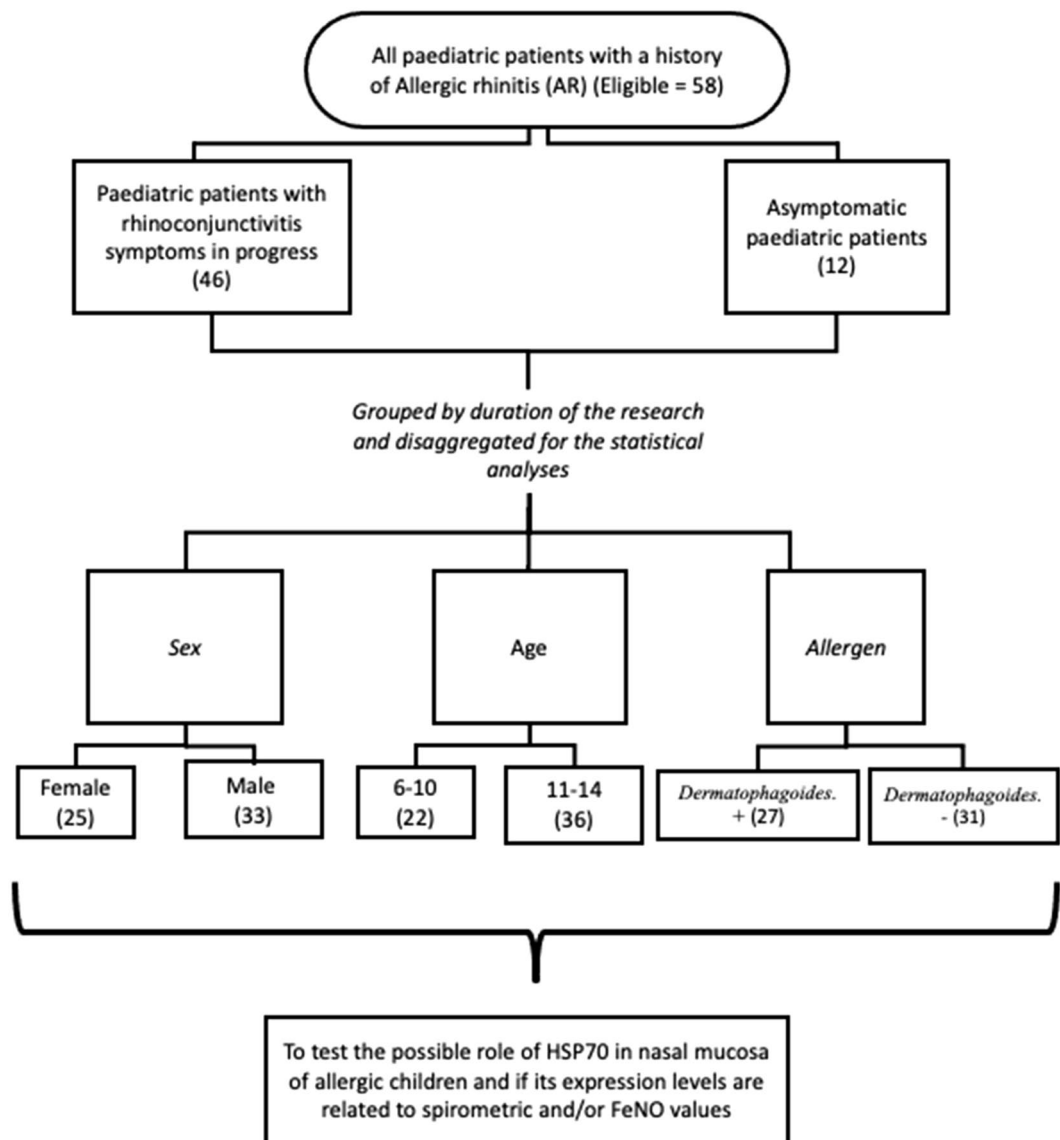 All paediatric patients with a history
of Allergic rhinitis (AR) (Eligible = 58)
Paediatric patients with
rhinoconjunctivitis
symptoms in progress
(46)
Asymptomatic
paediatric patients
(12)
Grouped by duration of the research
and disaggregated for the statistical
analyses
Sex
Age
Allergen
Female
(25)
Male
(33)
6-10
(22)
11-14
(36)
Dermatophagoides.
+ (27)
Dermatophagoides.
- (31)
To test the possible role of HSP70 in nasal mucosa
of allergic children and if its expression levels are
related to spirometric and/or FeNO values